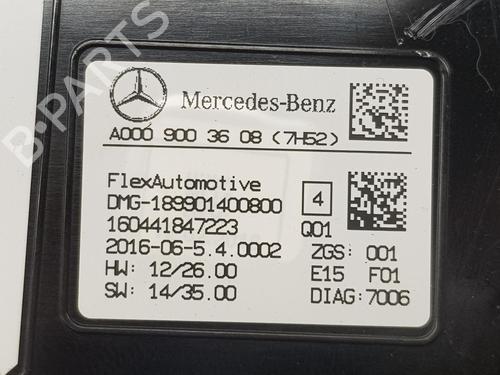 B-PARTS
Mercedes-Benz
A000 900 36 08 (7H52)
FlexAutomotive
DMG-189901400800 4
160441847223 Q01
2016-06-5.4.0002 ZGS: 001
HW: 12/26.00 E15 F01
SW: 14/35.00 DIAG:7006